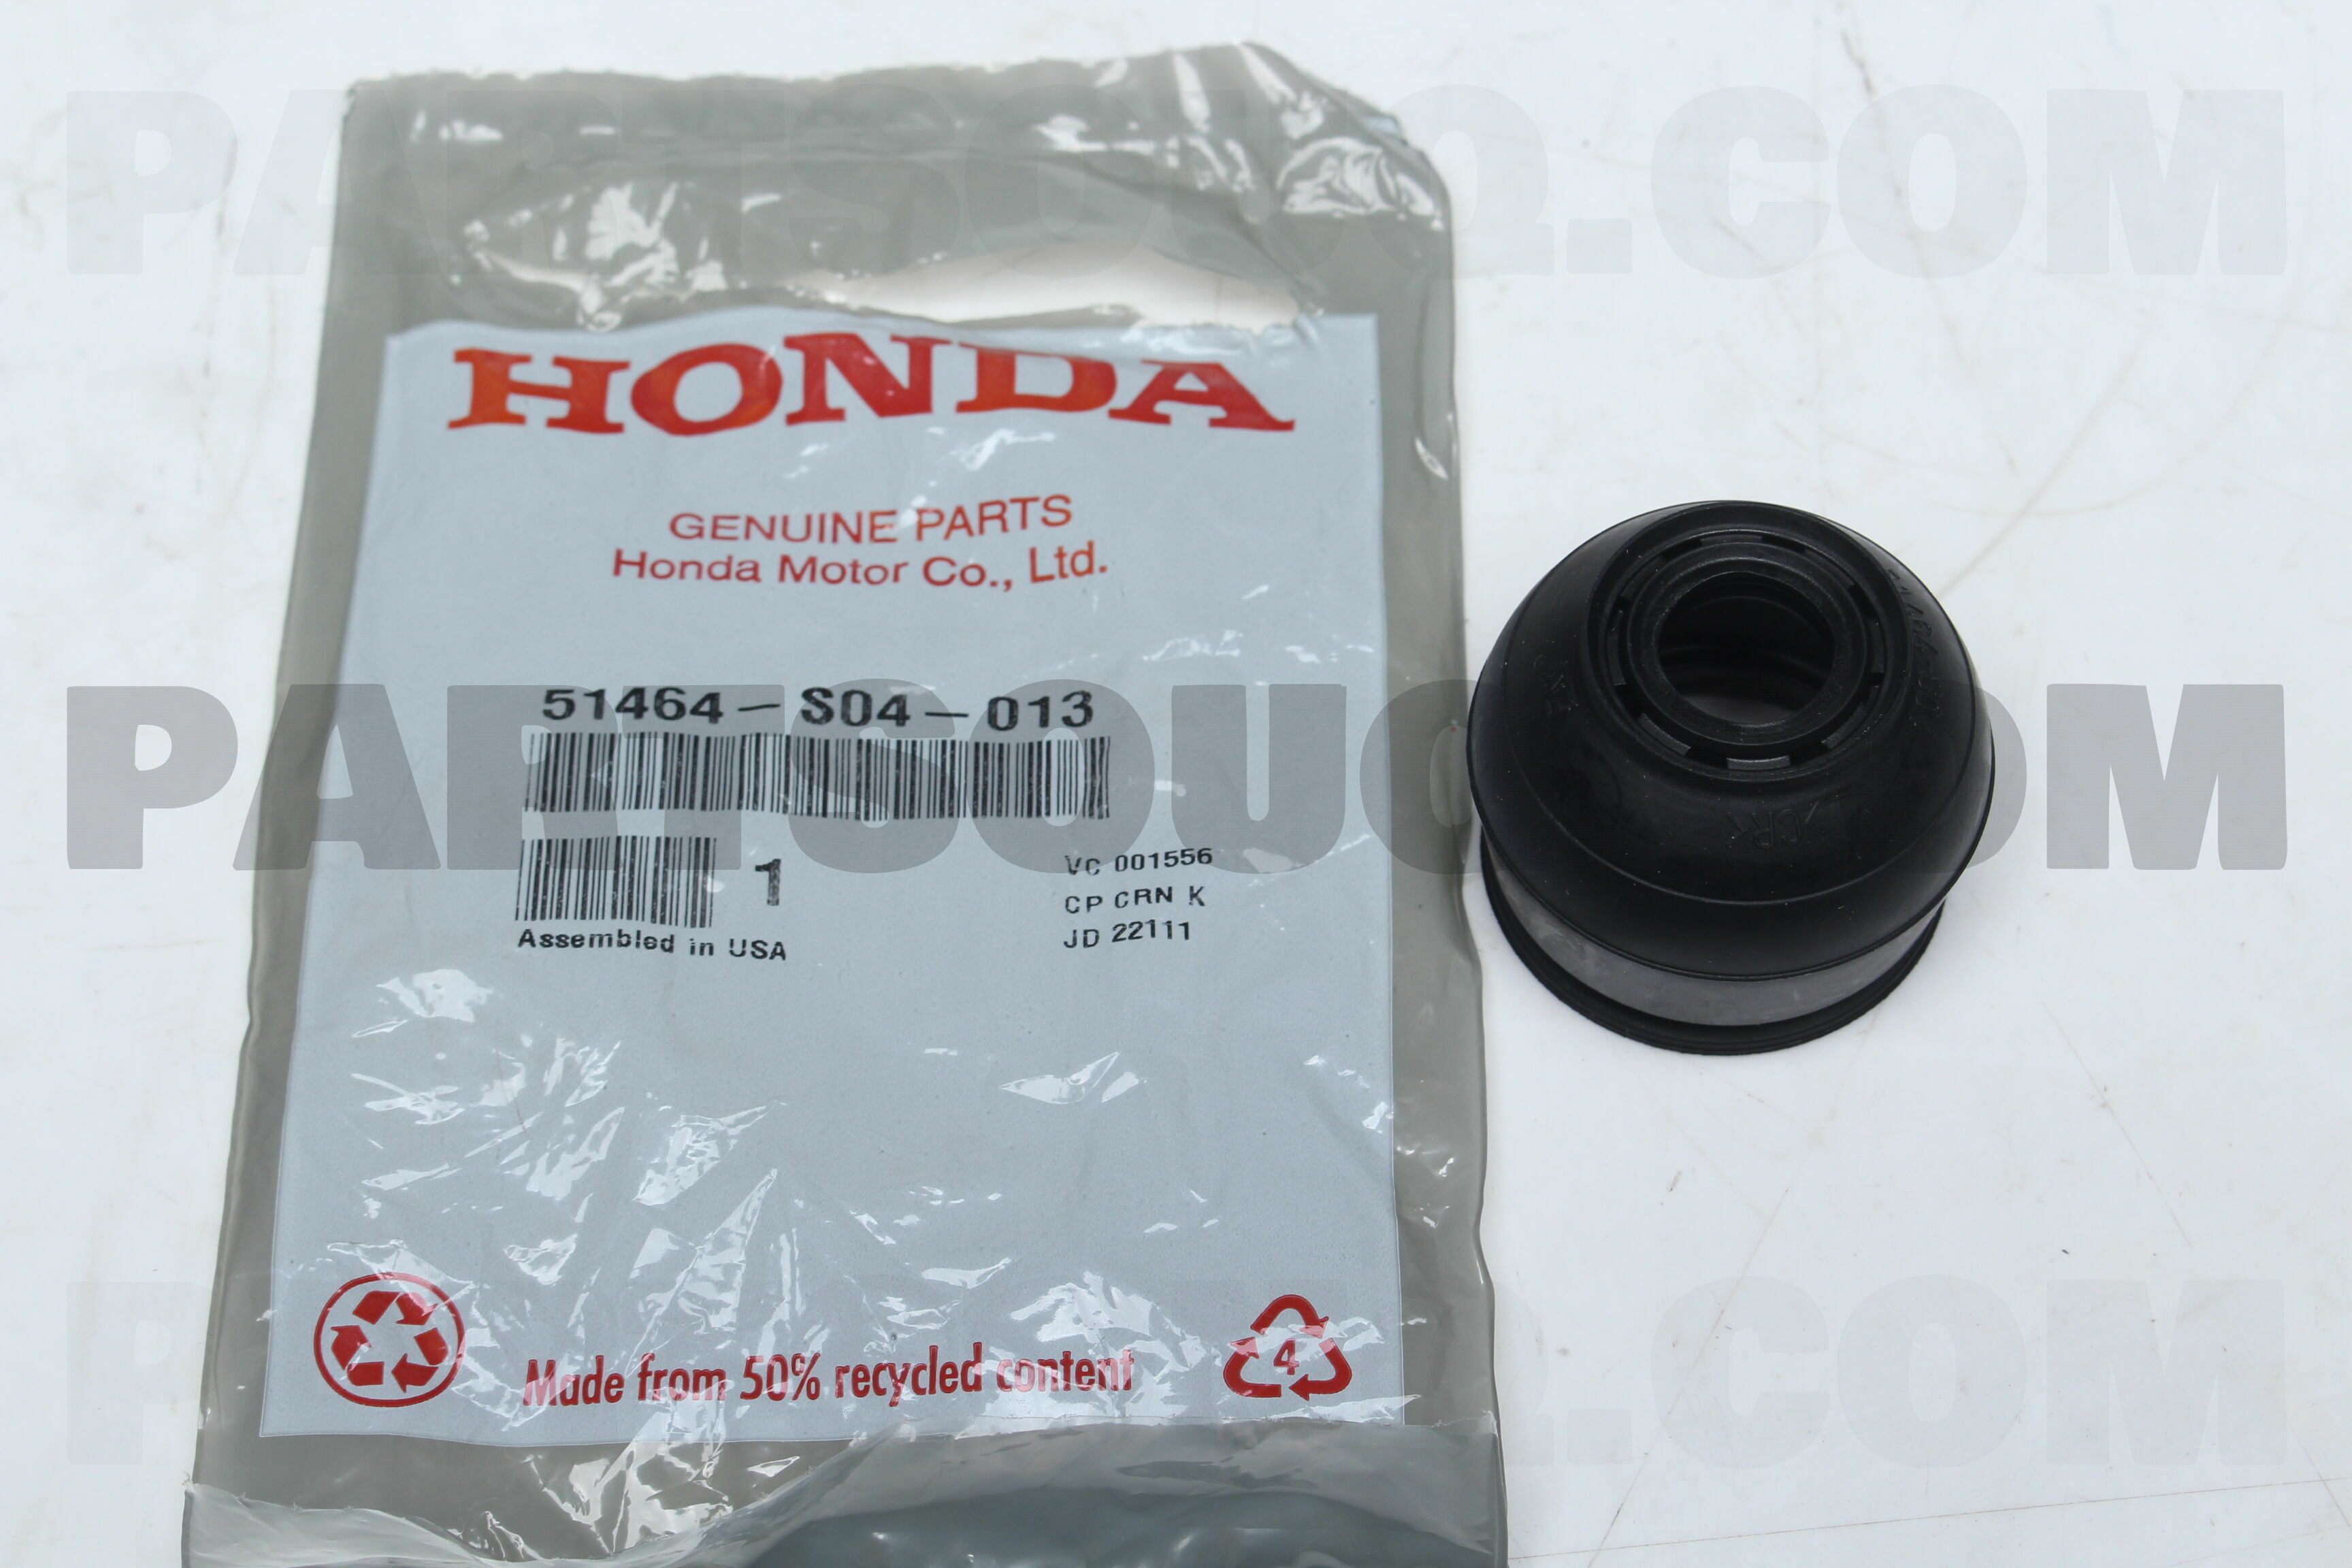 PARTSOUQ.COM
HONDA
GENUINE PARTS
Honda Motor Co., Ltd.
51464-S04-013
PARTSOUQ.COM
1
VC 001556
CP CRN K
JD 22111
Assembled in USA
Made from 50% recycled content
4
PARTSOUQ.COM